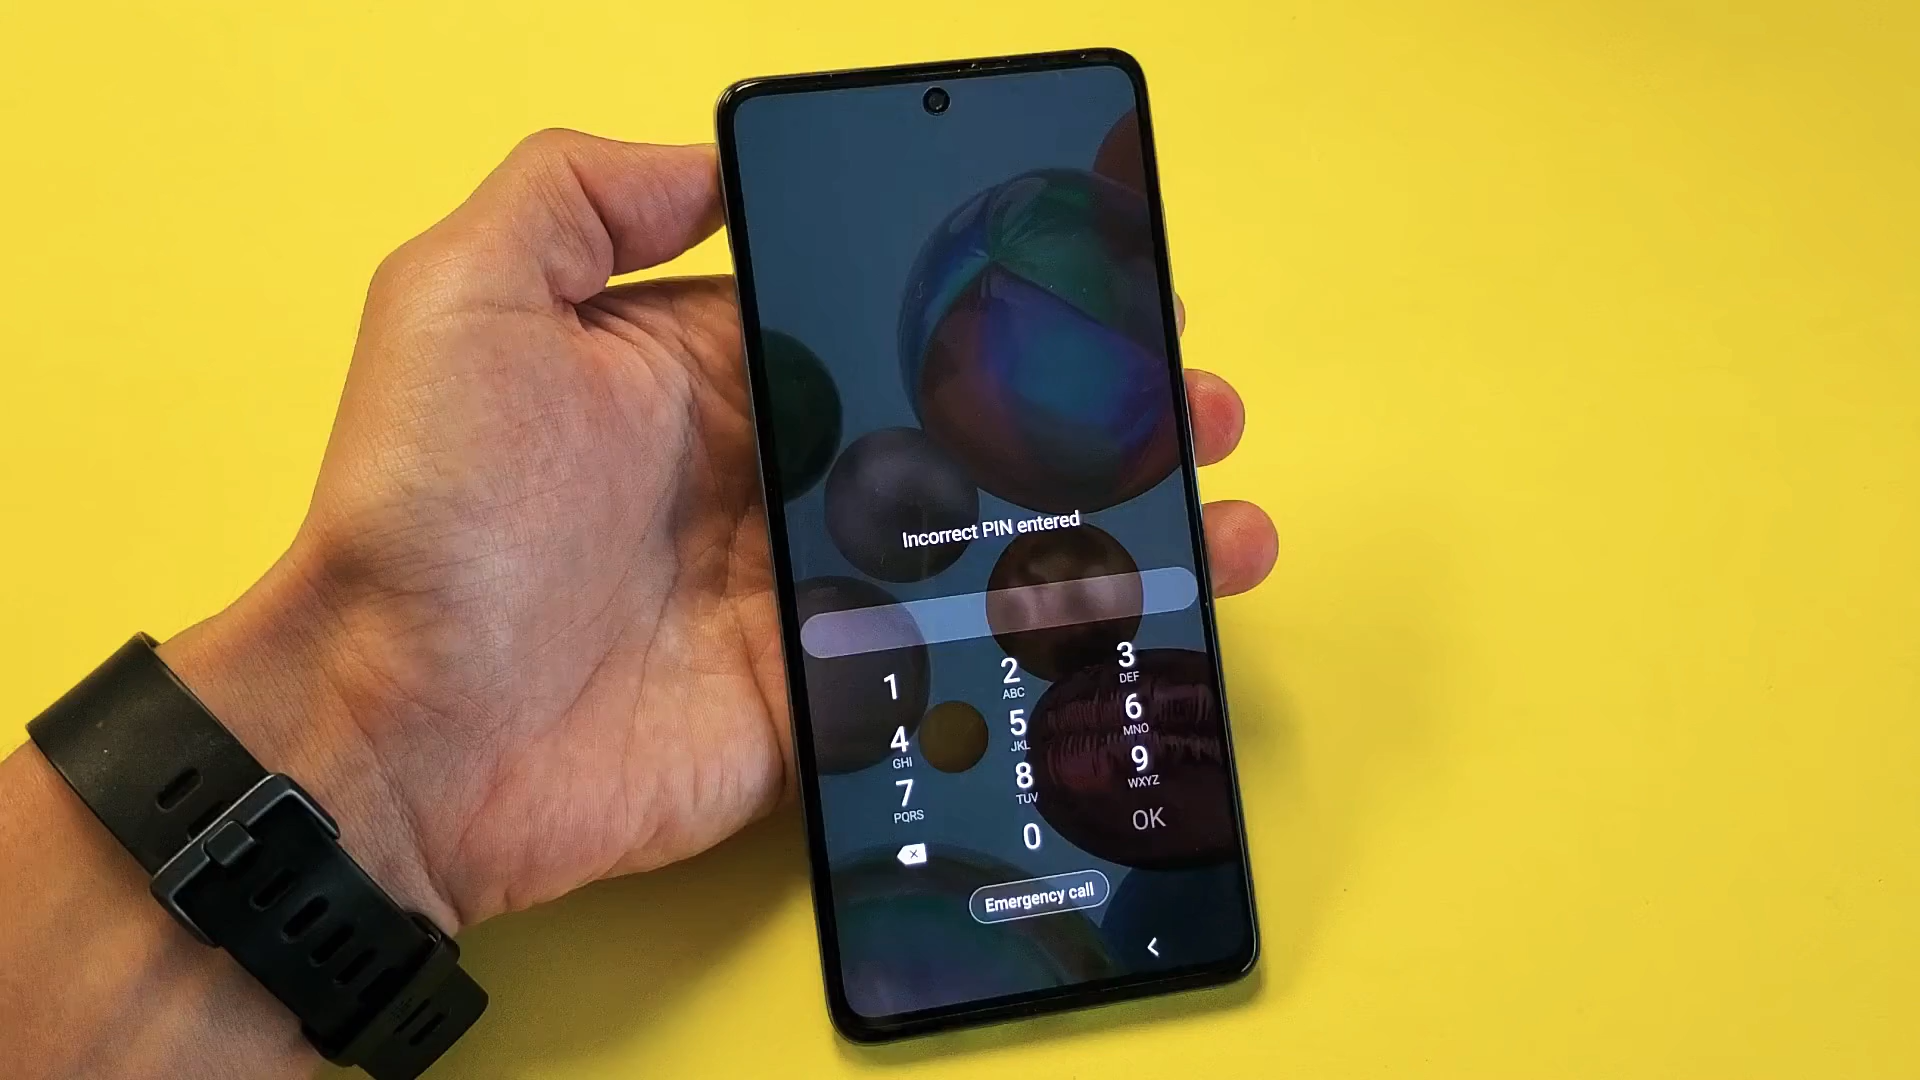 Incorrect PIN entered
1
2
ABC
3
DEF
4
GHI
5
JKL
6
MNO
7
PQRS
8
TUV
9
WXYZ
0
OK
Emergency call